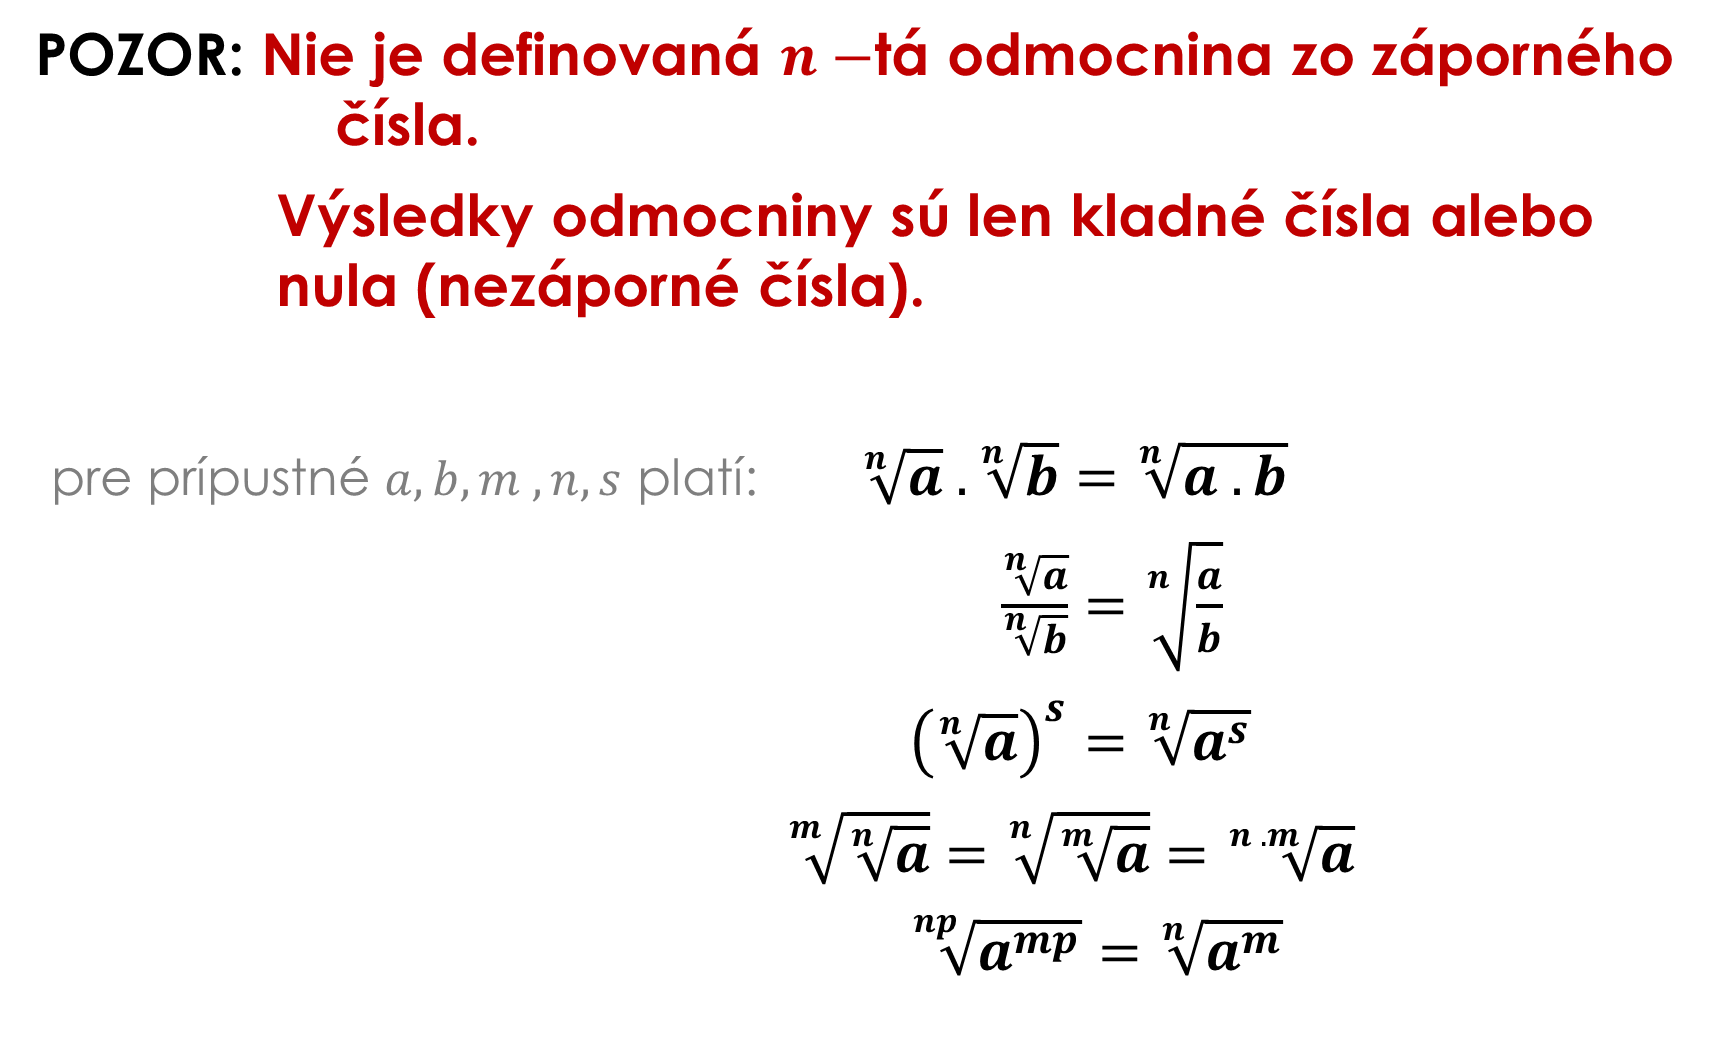 POZOR: Nie je definovaná n −tá odmocnina zo záporného
čísla.
Výsledky odmocniny sú len kladné čísla alebo
nula (nezáporné čísla).
pre prípustné a, b, m , n, s platí: ⁿ√a . ⁿ√b = ⁿ√(a . b)
ⁿ√a / ⁿ√b = ⁿ√(a/b)
(ⁿ√a)ˢ = ⁿ√(aˢ)
ᵐ√(ⁿ√a) = ⁿ√(ᵐ√a) = ⁿ·ᵐ√a
ⁿᵖ√(aᵐᵖ) = ⁿ√(aᵐ)